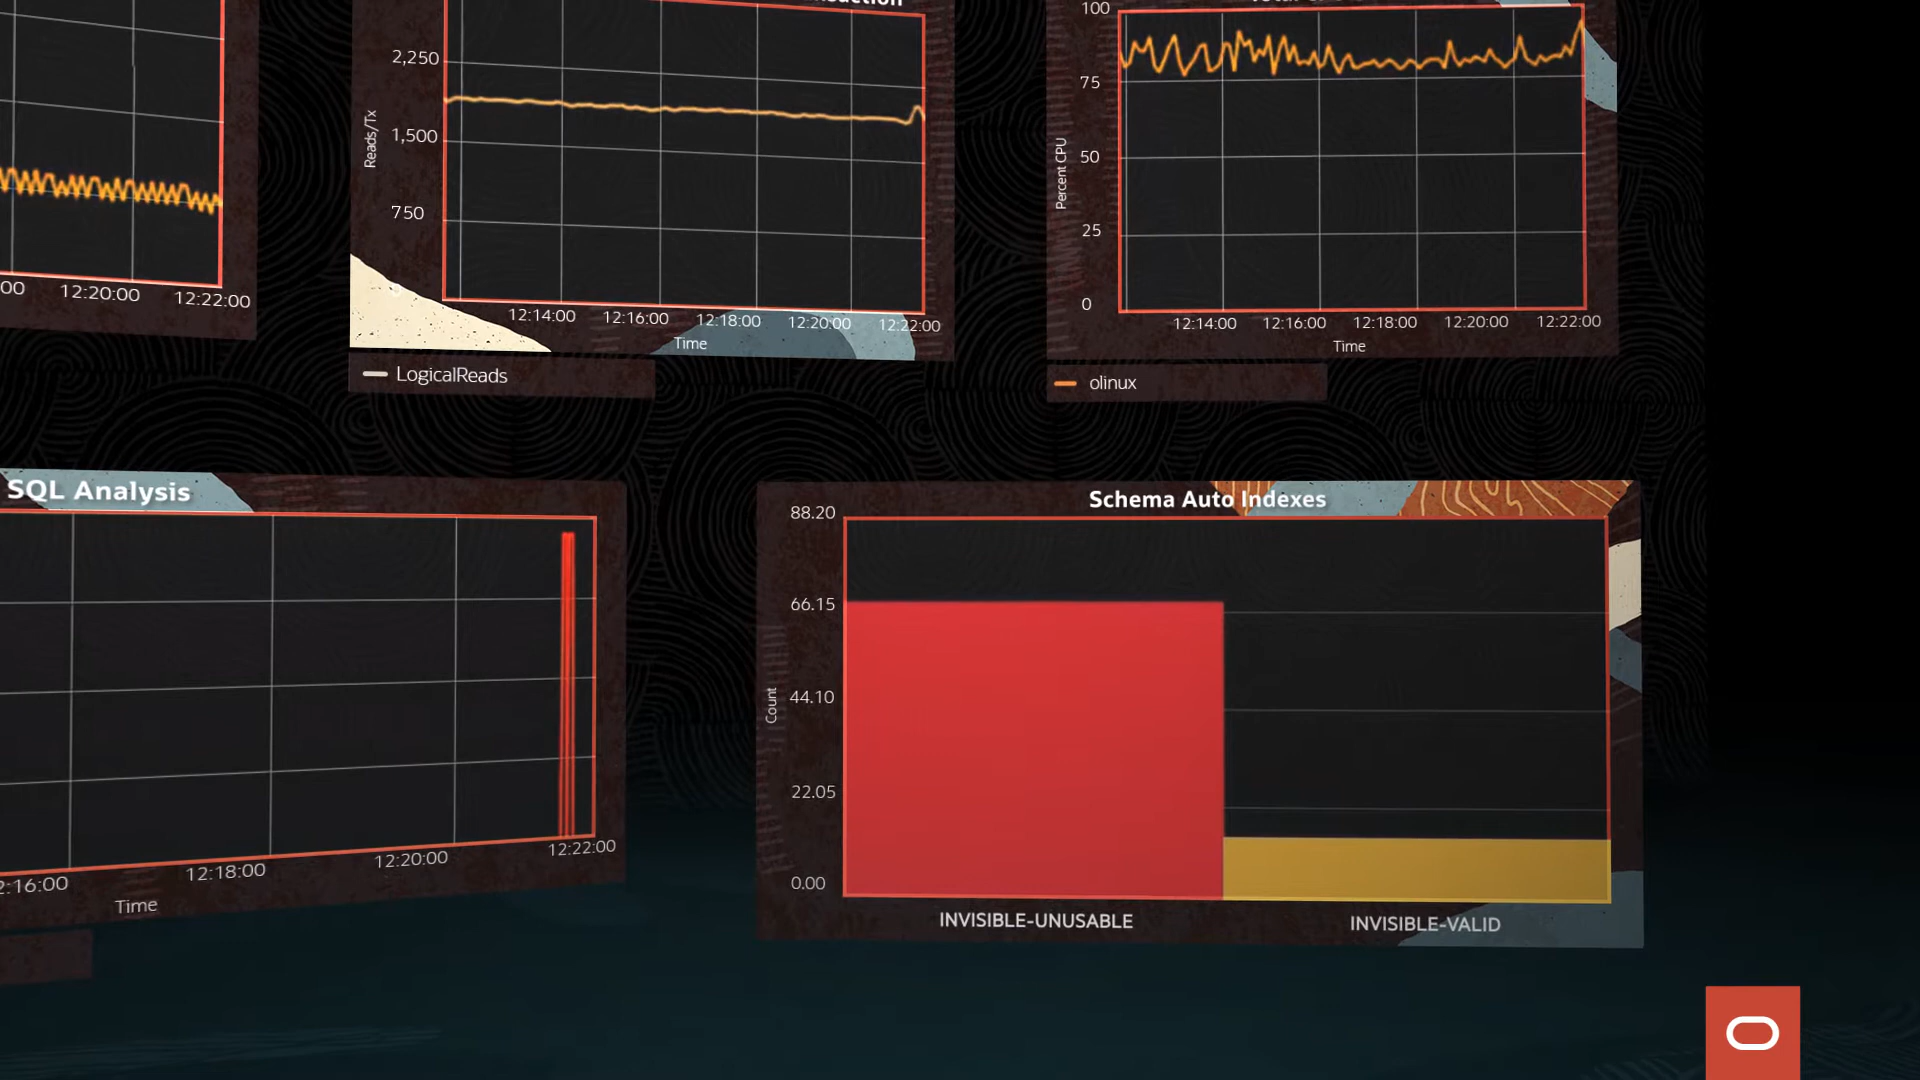 2,250
1,500
750
Reads/Tx
12:14:00
12:16:00
12:18:00
12:20:00
12:22:00
Time
LogicalReads
100
75
50
25
0
Percent CPU
12:14:00
12:16:00
12:18:00
12:20:00
12:22:00
Time
olinux
12:20:00
12:22:00
SQL Analysis
12:18:00
12:20:00
12:22:00
Time
Schema Auto Indexes
88.20
66.15
44.10
22.05
0.00
Count
INVISIBLE-UNUSABLE
INVISIBLE-VALID